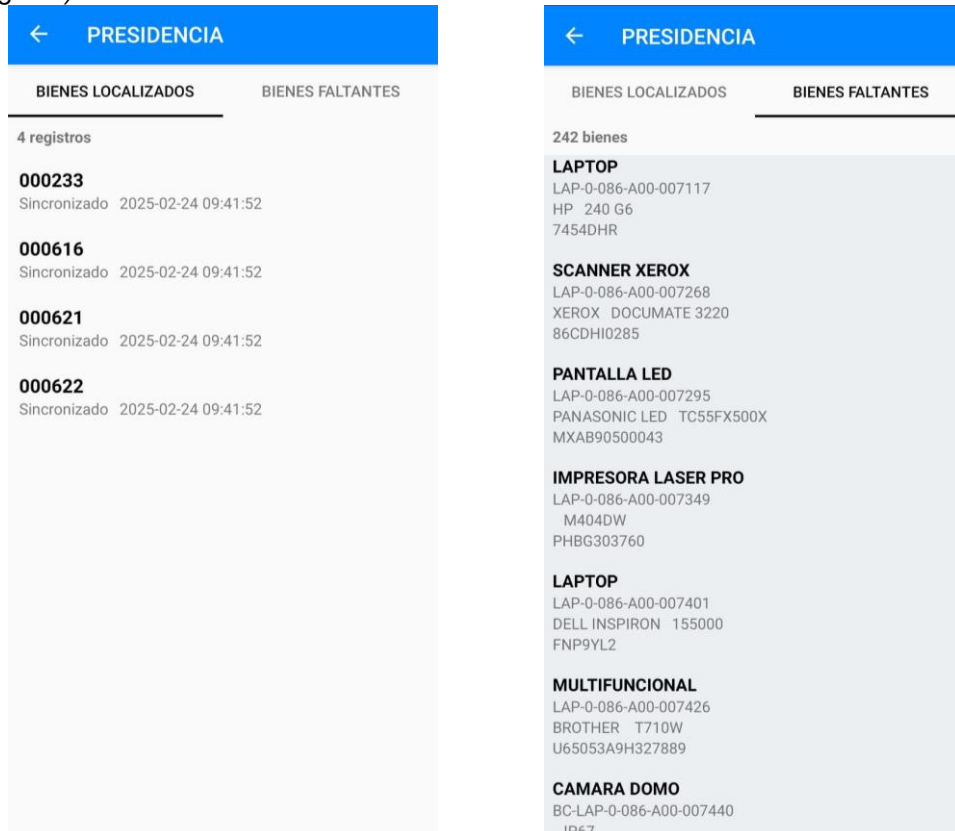 PRESIDENCIA
BIENES LOCALIZADOS BIENES FALTANTES
4 registros
000233
Sincronizado 2025-02-24 09:41:52
000616
Sincronizado 2025-02-24 09:41:52
000621
Sincronizado 2025-02-24 09:41:52
000622
Sincronizado 2025-02-24 09:41:52
PRESIDENCIA
BIENES LOCALIZADOS BIENES FALTANTES
242 bienes
LAPTOP
LAP-0-086-A00-007117
HP 240 G6
7454DHR
SCANNER XEROX
LAP-0-086-A00-007268
XEROX DOCUMATE 3220
86CDHI0285
PANTALLA LED
LAP-0-086-A00-007295
PANASONIC LED TC55FX500X
MXAB90500043
IMPRESORA LASER PRO
LAP-0-086-A00-007349
M404DW
PHBG303760
LAPTOP
LAP-0-086-A00-007401
DELL INSPIRON 155000
FNP9YL2
MULTIFUNCIONAL
LAP-0-086-A00-007426
BROTHER T710W
U65053A9H327889
CAMARA DOMO
BC-LAP-0-086-A00-007440
IP67